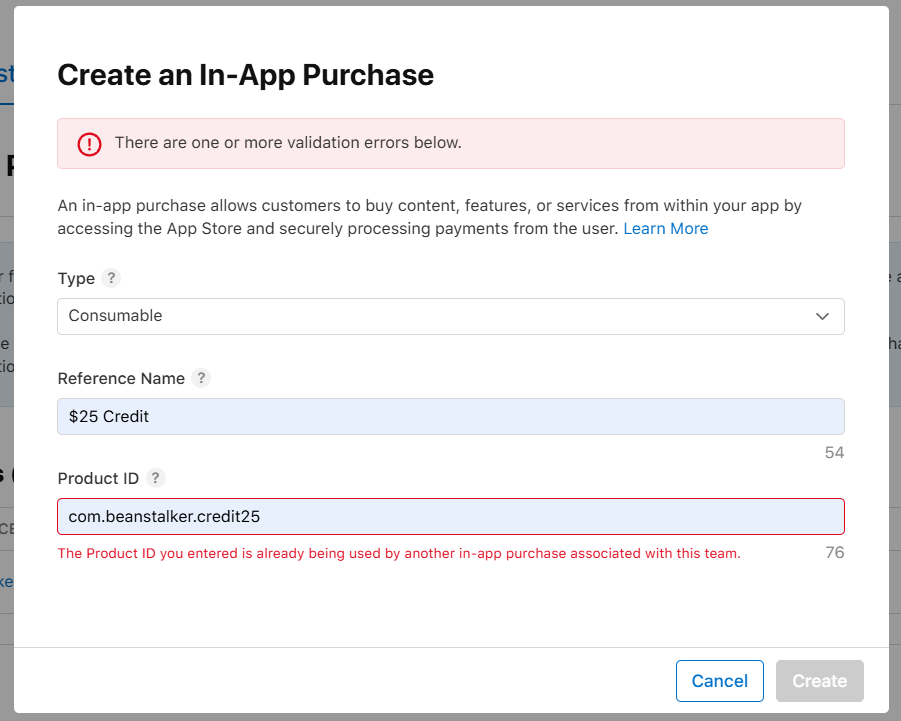 Create an In-App Purchase
There are one or more validation errors below.
An in-app purchase allows customers to buy content, features, or services from within your app by
accessing the App Store and securely processing payments from the user. Learn More
Type ?
Consumable
Reference Name ?
$25 Credit
54
Product ID ?
com.beanstalker.credit25
The Product ID you entered is already being used by another in-app purchase associated with this team. 76
Cancel Create